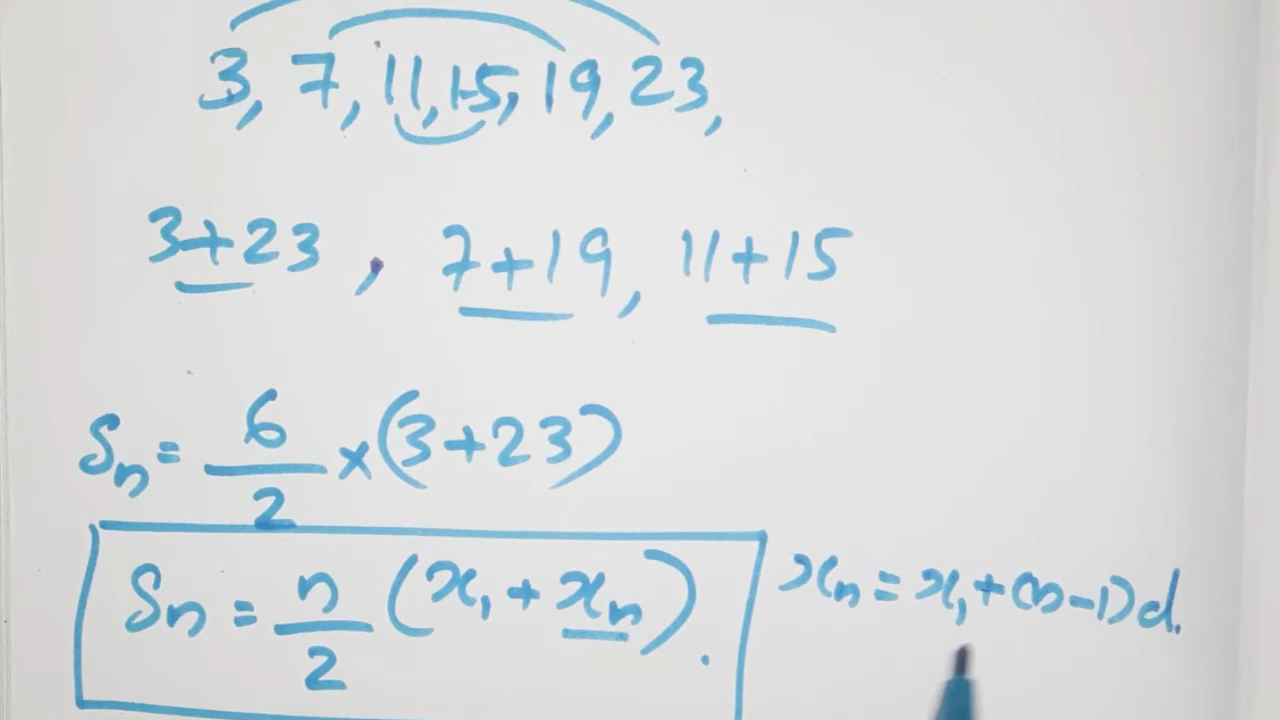 3, 7, 11, 15, 19, 23,
3+23, 7+19, 11+15
Sn = 6/2 × (3+23)
Sn = n/2 (x₁ + xn). xn = x₁ + (n-1)d.